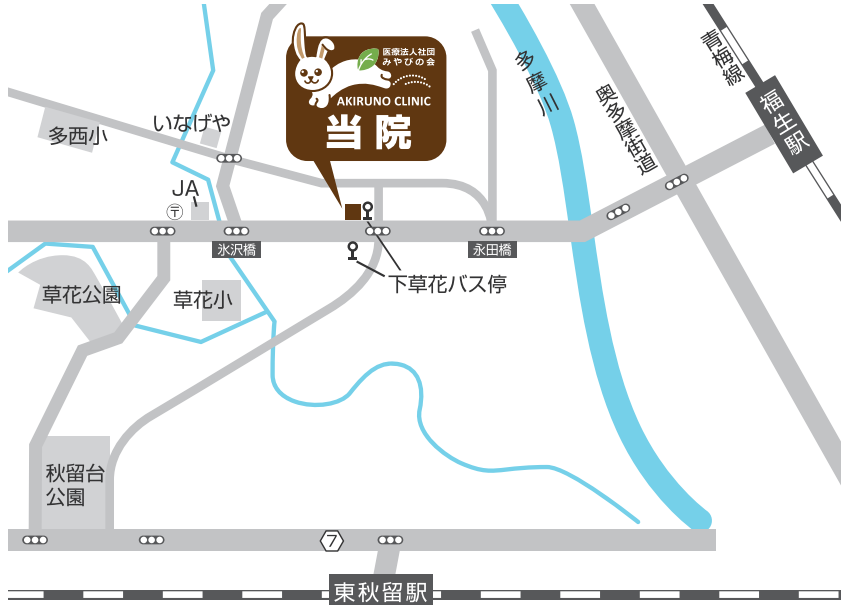 医療法人社団
みやびの会
AKIRUNO CLINIC
当院
多摩川
青梅線
福生駅
奥多摩街道
多西小
いなげや
JA
〒
氷沢橋
永田橋
下草花バス停
草花公園
草花小
秋留台
公園
7
東秋留駅